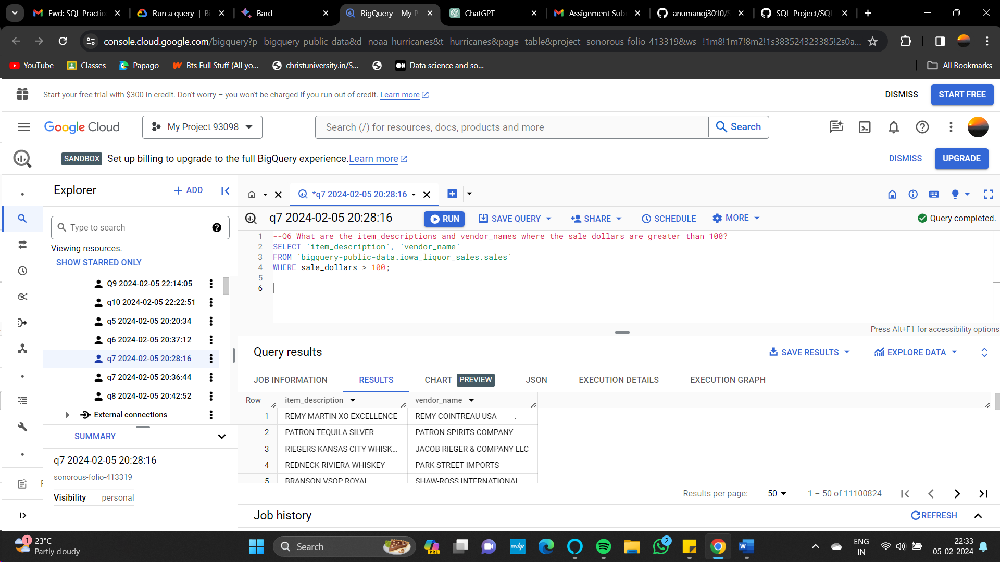 Fwd: SQL Practic
Run a query | B
Bard
BigQuery – My P
ChatGPT
Assignment Sub
anumanoj3010/S
SQL-Project/SQL
console.cloud.google.com/bigquery?p=bigquery-public-data&d=noaa_hurricanes&t=hurricanes&page=table&project=sonorous-folio-413319&ws=!1m8!1m7!8m2!1s383524323385!2s0a...
YouTube
Classes
Papago
Bts Full Stuff (All yo...
christuniversity.in/S...
Data science and so...
All Bookmarks
Start your free trial with $300 in credit. Don't worry – you won't be charged if you run out of credit. Learn more
DISMISS
START FREE
Google Cloud
My Project 93098
Search (/) for resources, docs, products and more
Search
SANDBOX Set up billing to upgrade to the full BigQuery experience. Learn more
DISMISS
UPGRADE
Explorer
+ ADD
*q7 2024-02-05 20:28:16
q7 2024-02-05 20:28:16
RUN
SAVE QUERY
SHARE
SCHEDULE
MORE
Query completed.
Type to search
Viewing resources.
SHOW STARRED ONLY
Q9 2024-02-05 22:14:05
q10 2024-02-05 22:22:51
q5 2024-02-05 20:20:34
q6 2024-02-05 20:37:12
q7 2024-02-05 20:28:16
q7 2024-02-05 20:36:44
q8 2024-02-05 20:42:52
External connections
SUMMARY
q7 2024-02-05 20:28:16
sonorous-folio-413319
Visibility personal
1 --Q6 What are the item_descriptions and vendor_names where the sale dollars are greater than 100?
2 SELECT `item_description`, `vendor_name`
3 FROM `bigquery-public-data.iowa_liquor_sales.sales`
4 WHERE sale_dollars > 100;
5
6
Press Alt+F1 for accessibility options
Query results
SAVE RESULTS
EXPLORE DATA
JOB INFORMATION
RESULTS
CHART PREVIEW
JSON
EXECUTION DETAILS
EXECUTION GRAPH
Row item_description vendor_name
1 REMY MARTIN XO EXCELLENCE REMY COINTREAU USA .
2 PATRON TEQUILA SILVER PATRON SPIRITS COMPANY
3 RIEGERS KANSAS CITY WHISK... JACOB RIEGER & COMPANY LLC
4 REDNECK RIVIERA WHISKEY PARK STREET IMPORTS
5 BRANSON VSOP ROYAL SHAW-ROSS INTERNATIONAL
Results per page: 50 1 – 50 of 11100824
Job history
REFRESH
1
23°C
Partly cloudy
Search
PRE
myhp
2
W
ENG
IN
22:33
05-02-2024